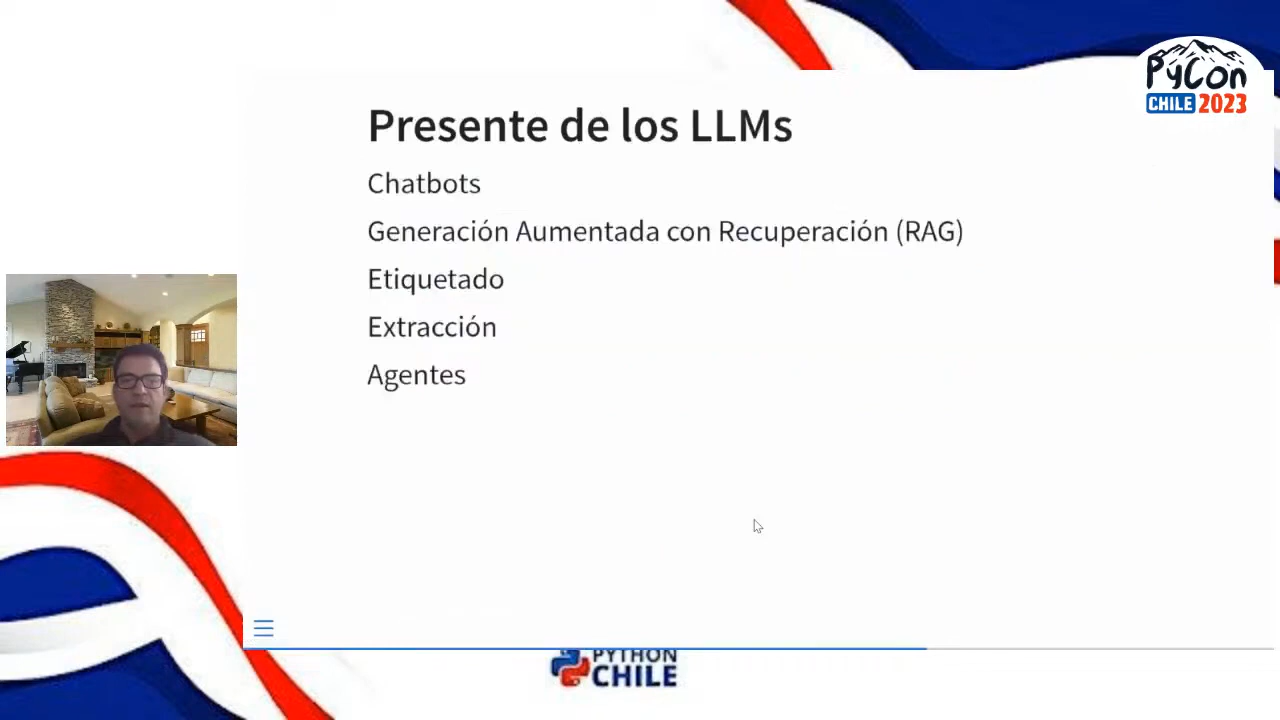 PyCon
CHILE 2023
Presente de los LLMs
Chatbots
Generación Aumentada con Recuperación (RAG)
Etiquetado
Extracción
Agentes
PYTHON
CHILE